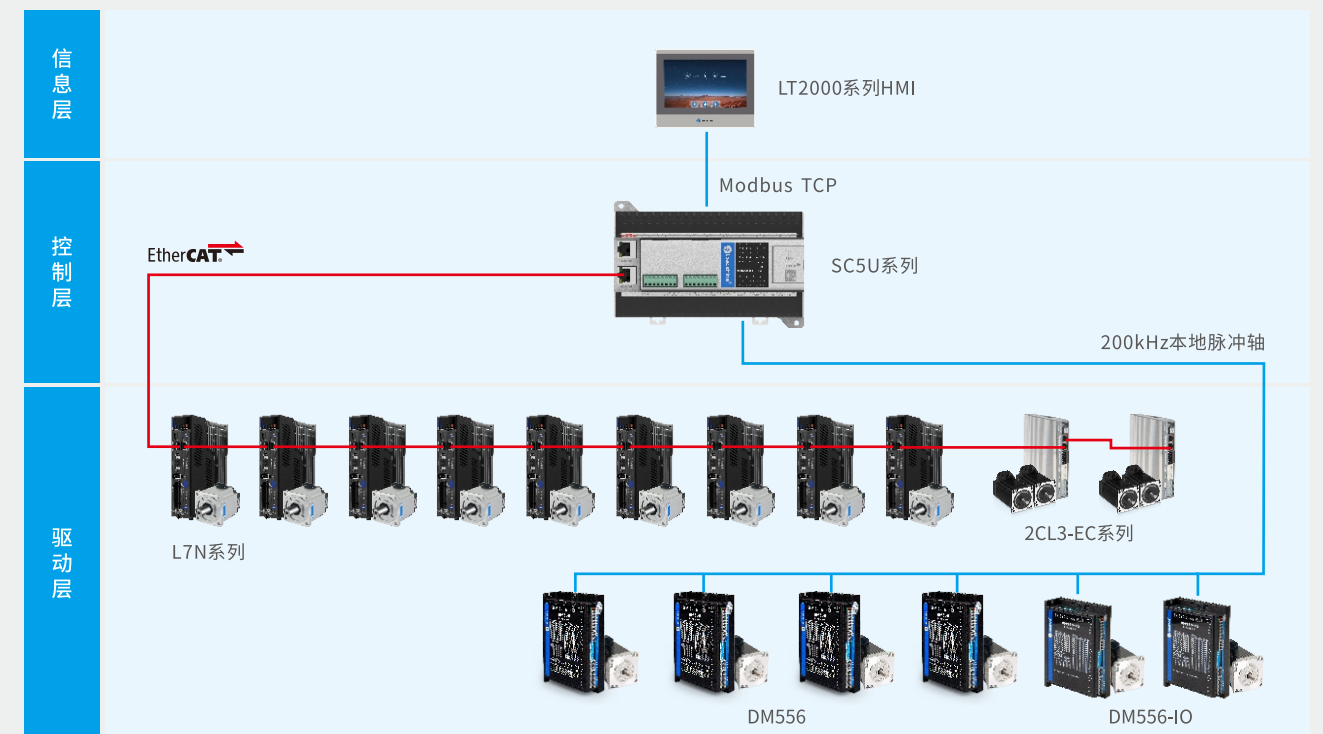 信息层
LT2000系列HMI
Modbus TCP
控制层
EtherCAT
SC5U系列
200kHz本地脉冲轴
驱动层
L7N系列
2CL3-EC系列
DM556
DM556-IO